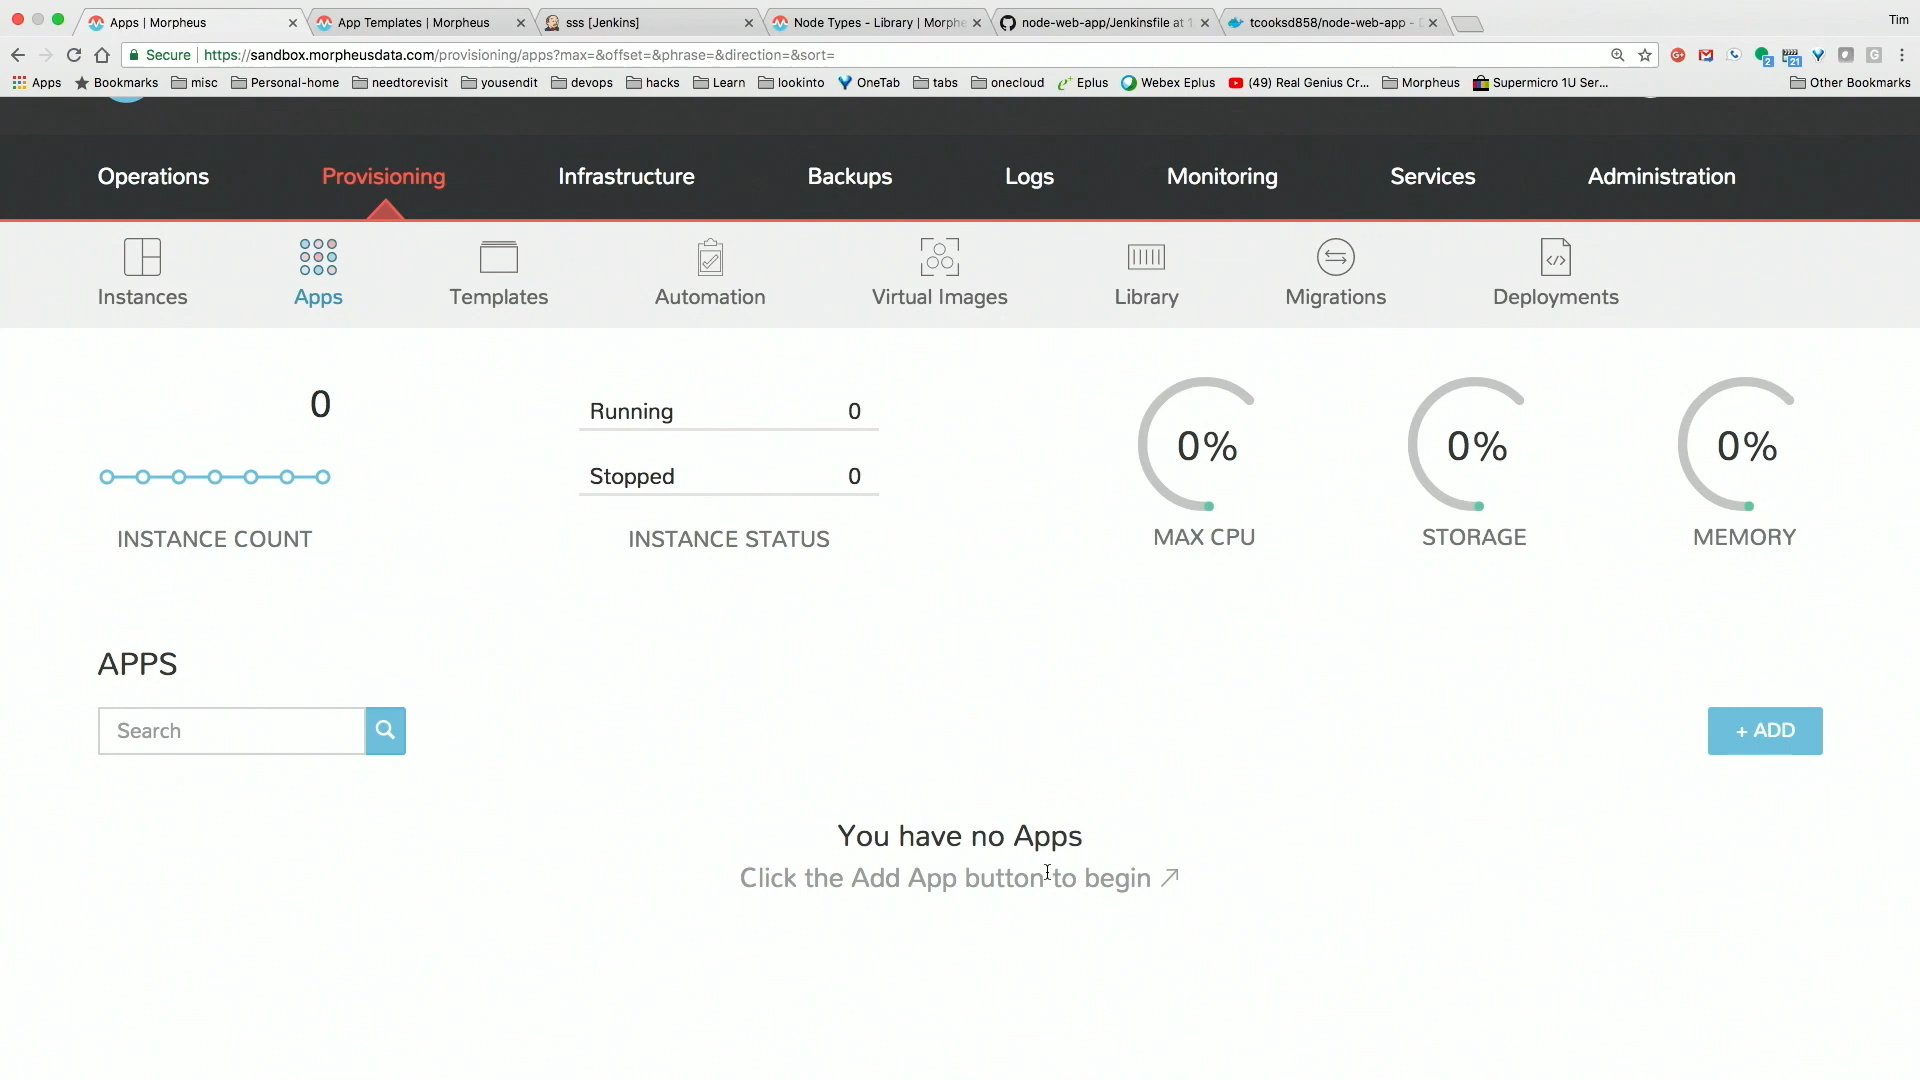 Apps | Morpheus
App Templates | Morpheus
sss [Jenkins]
Node Types - Library | Morphe
node-web-app/Jenkinsfile at 1
tcooksd858/node-web-app -
Tim
Secure
https://sandbox.morpheusdata.com/provisioning/apps?max=&offset=&phrase=&direction=&sort=
2
21
G
Apps
Bookmarks
misc
Personal-home
needtorevisit
yousendit
devops
hacks
Learn
lookinto
OneTab
tabs
onecloud
Eplus
Webex Eplus
(49) Real Genius Cr...
Morpheus
Supermicro 1U Ser...
Other Bookmarks
Operations
Provisioning
Infrastructure
Backups
Logs
Monitoring
Services
Administration
Instances
Apps
Templates
Automation
Virtual Images
Library
Migrations
Deployments
0
INSTANCE COUNT
Running 0
Stopped 0
INSTANCE STATUS
0%
MAX CPU
0%
STORAGE
0%
MEMORY
APPS
Search
+ ADD
You have no Apps
Click the Add App button to begin